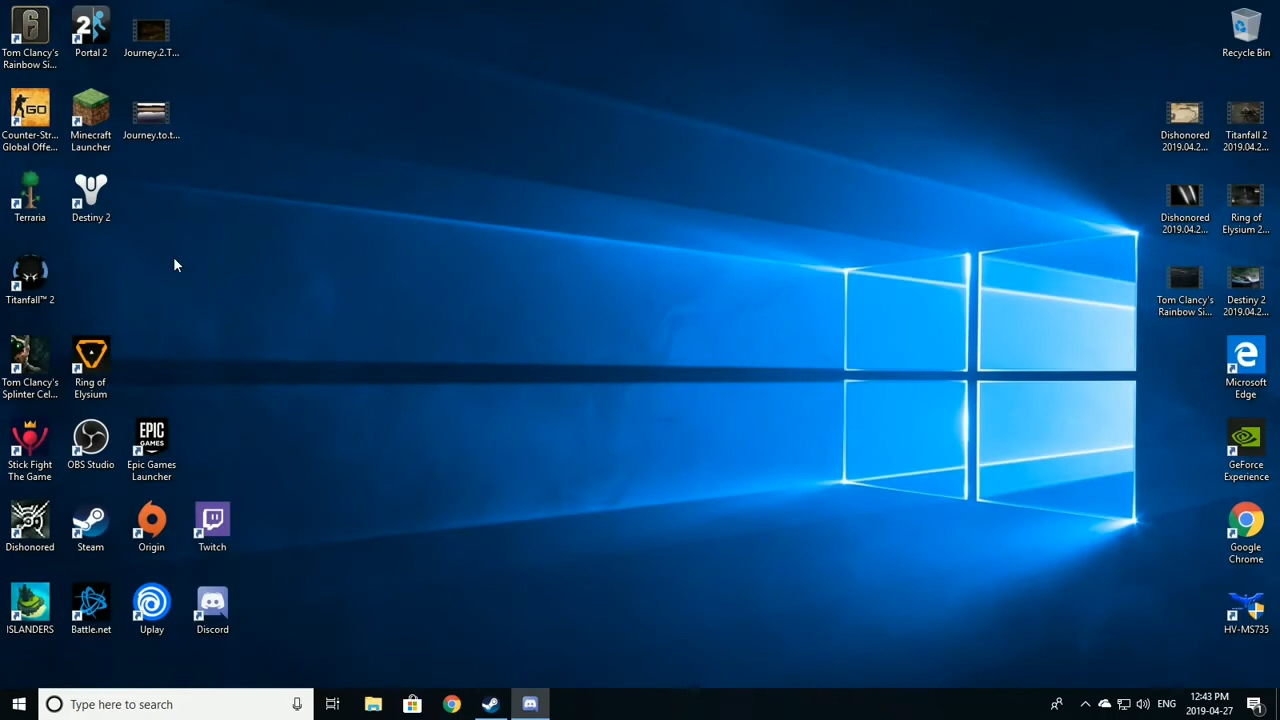 Tom Clancy's
Rainbow Si...
Portal 2
Journey.2.T...
Recycle Bin
Counter-Str...
Global Offe...
Minecraft
Launcher
Journey.to.t...
Dishonored
2019.04.2...
Titanfall 2
2019.04.2...
Terraria
Destiny 2
Dishonored
2019.04.2...
Ring of
Elysium 2...
Titanfall™ 2
Tom Clancy's
Rainbow Si...
Destiny 2
2019.04.2...
Tom Clancy's
Splinter Cel...
Ring of
Elysium
Microsoft
Edge
EPIC
GAMES
Stick Fight
The Game
OBS Studio
Epic Games
Launcher
GeForce
Experience
Dishonored
Steam
Origin
Twitch
Google
Chrome
ISLANDERS
Battle.net
Uplay
Discord
HV-MS735
Type here to search
ENG
12:43 PM
2019-04-27